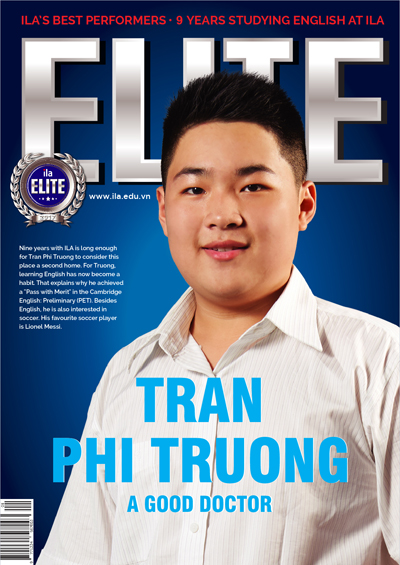 ILA'S BEST PERFORMERS • 9 YEARS STUDYING ENGLISH AT ILA
ELITE
ila
ELITE
www.ila.edu.vn
Nine years with ILA is long enough
for Tran Phi Truong to consider this
place a second home. For Truong,
learning English has now become a
habit. That explains why he achieved
a "Pass with Merit" in the Cambridge
English: Preliminary (PET). Besides
English, he is also interested in
soccer. His favourite soccer player
is Lionel Messi.
TRAN
PHI TRUONG
A GOOD DOCTOR